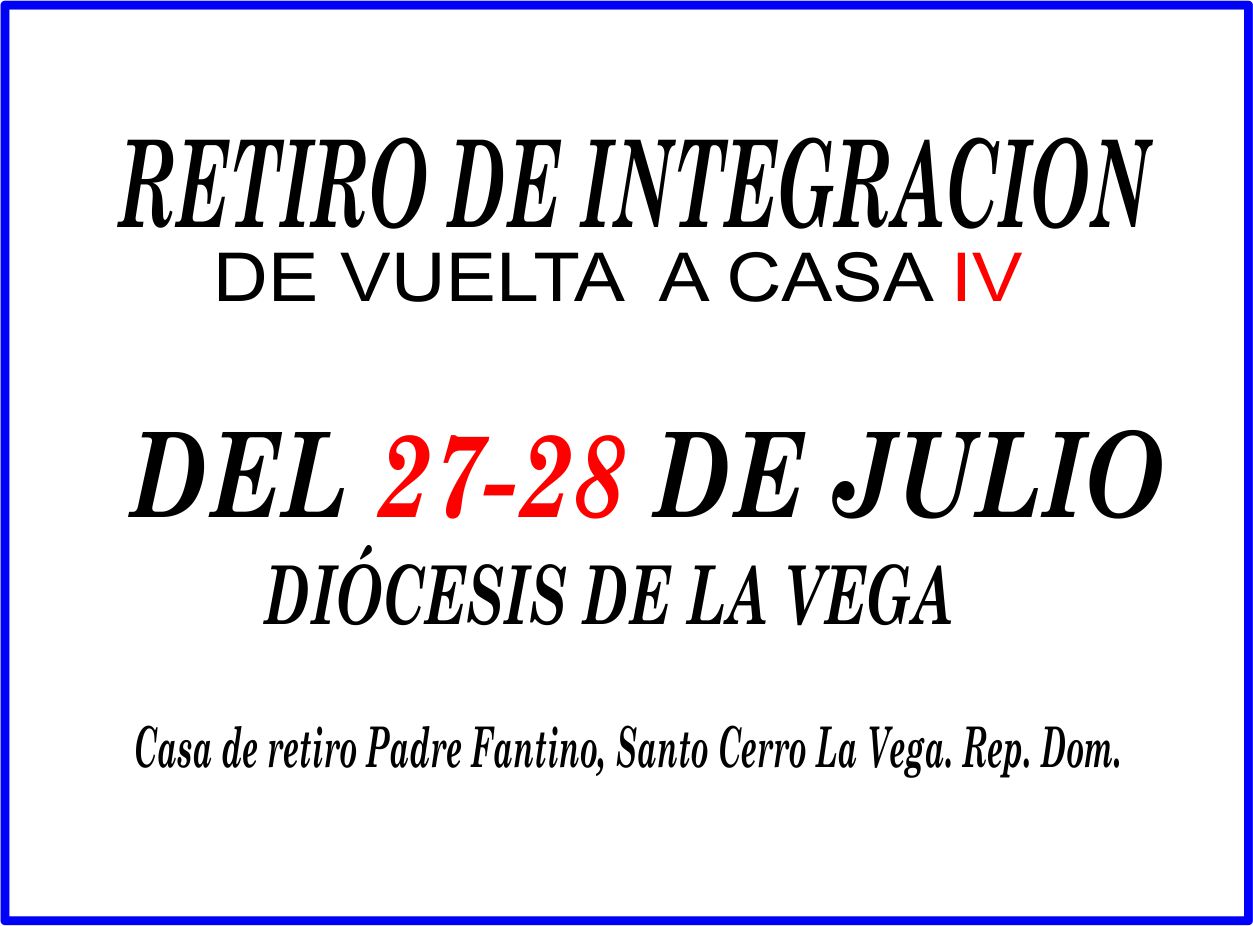 RETIRO DE INTEGRACION
DE VUELTA A CASA IV
DEL 27-28 DE JULIO
DIÓCESIS DE LA VEGA
Casa de retiro Padre Fantino, Santo Cerro La Vega. Rep. Dom.